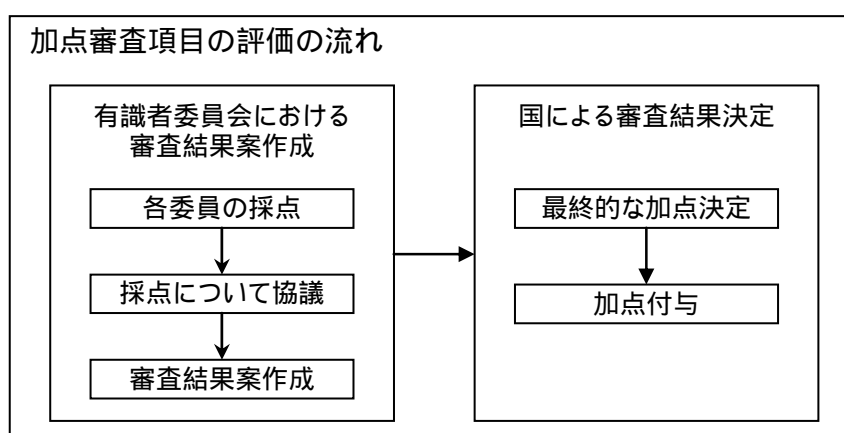 加点審査項目の評価の流れ
有識者委員会における
審査結果案作成
各委員の採点
採点について協議
審査結果案作成
国による審査結果決定
最終的な加点決定
加点付与